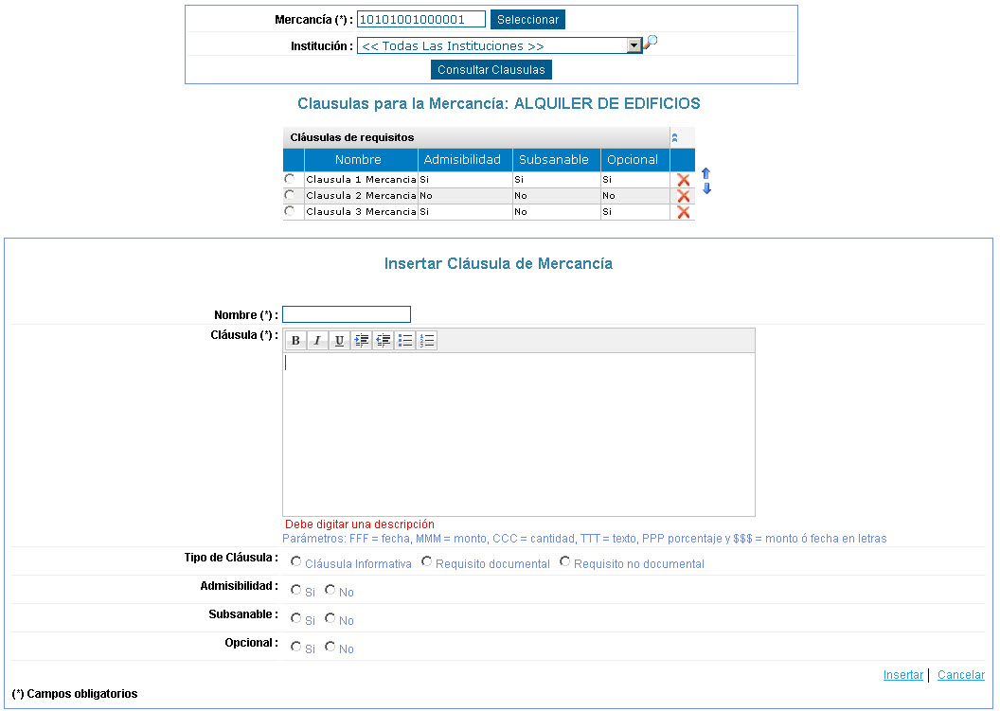 Mercancía (*) : 10101001000001 Seleccionar
Institución : << Todas Las Instituciones >>
Consultar Clausulas
Clausulas para la Mercancía: ALQUILER DE EDIFICIOS
Cláusulas de requisitos
Nombre Admisibilidad Subsanable Opcional
Clausula 1 Mercancia Si Si Si
Clausula 2 Mercancia No No No
Clausula 3 Mercancia Si No Si
Insertar Cláusula de Mercancía
Nombre (*) :
Cláusula (*) : B I U
Debe digitar una descripción
Parámetros: FFF = fecha, MMM = monto, CCC = cantidad, TTT = texto, PPP porcentaje y $$$ = monto ó fecha en letras
Tipo de Cláusula : Cláusula Informativa Requisito documental Requisito no documental
Admisibilidad : Si No
Subsanable : Si No
Opcional : Si No
Insertar | Cancelar
(*) Campos obligatorios